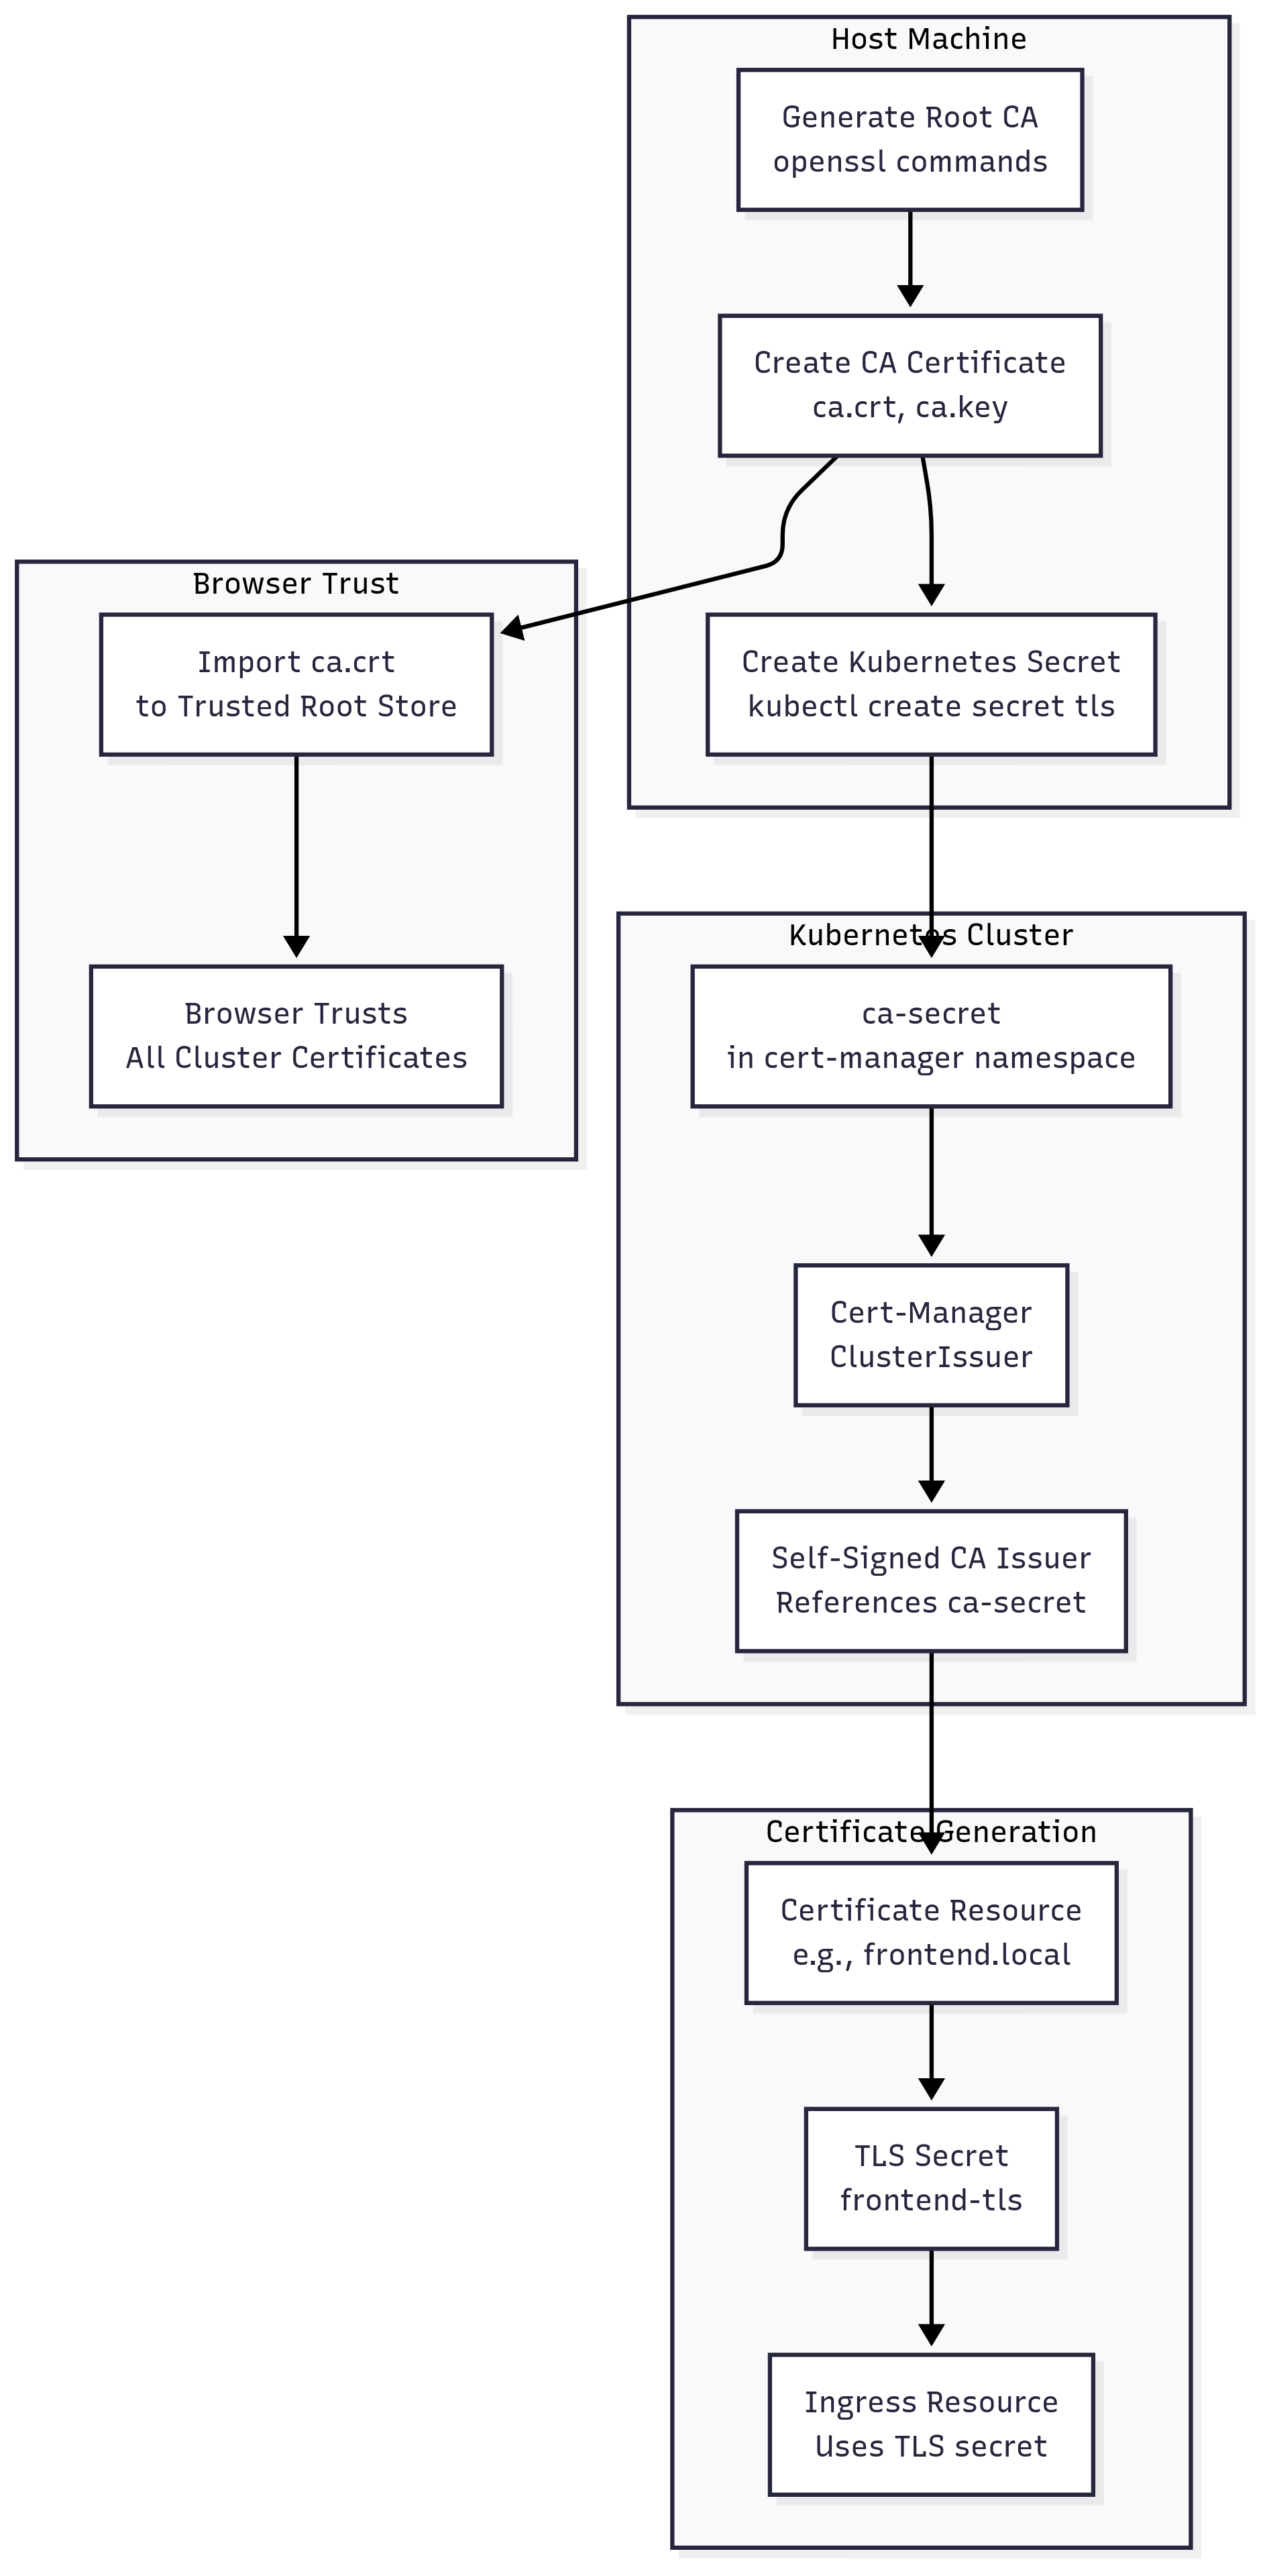 Host Machine
Generate Root CA
openssl commands
Create CA Certificate
ca.crt, ca.key
Browser Trust
Import ca.crt
to Trusted Root Store
Create Kubernetes Secret
kubectl create secret tls
Kubernetes Cluster
Browser Trusts
All Cluster Certificates
ca-secret
in cert-manager namespace
Cert-Manager
ClusterIssuer
Self-Signed CA Issuer
References ca-secret
Certificate Generation
Certificate Resource
e.g., frontend.local
TLS Secret
frontend-tls
Ingress Resource
Uses TLS secret